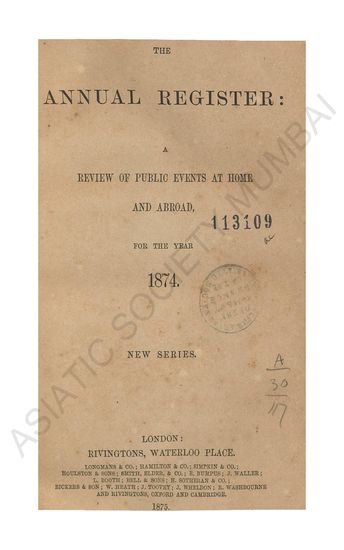 THE
ANNUAL REGISTER:
A
REVIEW OF PUBLIC EVENTS AT HOME
AND ABROAD,
113109
FOR THE YEAR
1874.
NEW SERIES.
A
30
117
LONDON:
RIVINGTONS, WATERLOO PLACE.
LONGMANS & CO.; HAMILTON & CO.; SIMPKIN & CO.;
HOULSTON & SONS; SMITH, ELDER, & CO.; E. BUMPUS; J. WALLER;
L. BOOTH; BELL & SONS; H. SOTHERAN & CO.;
BICKERS & SON; W. HEATH; J. TOOVEY; J. WHELDON; R. WASHBOURNE
AND RIVINGTONS, OXFORD AND CAMBRIDGE.
1875.
ASIATIC SOCIETY MUMBAI